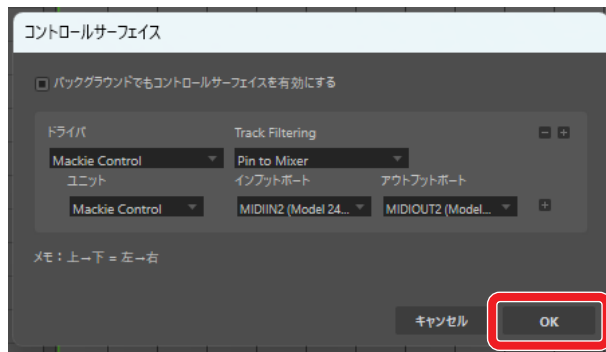 コントロールサーフェイス
バックグラウンドでもコントロールサーフェイスを有効にする
ドライバ Track Filtering
Mackie Control Pin to Mixer
ユニット インプットポート アウトプットポート
Mackie Control MIDIIN2 (Model 24... MIDIOUT2 (Model...
メモ：上→下 = 左→右
キャンセル OK